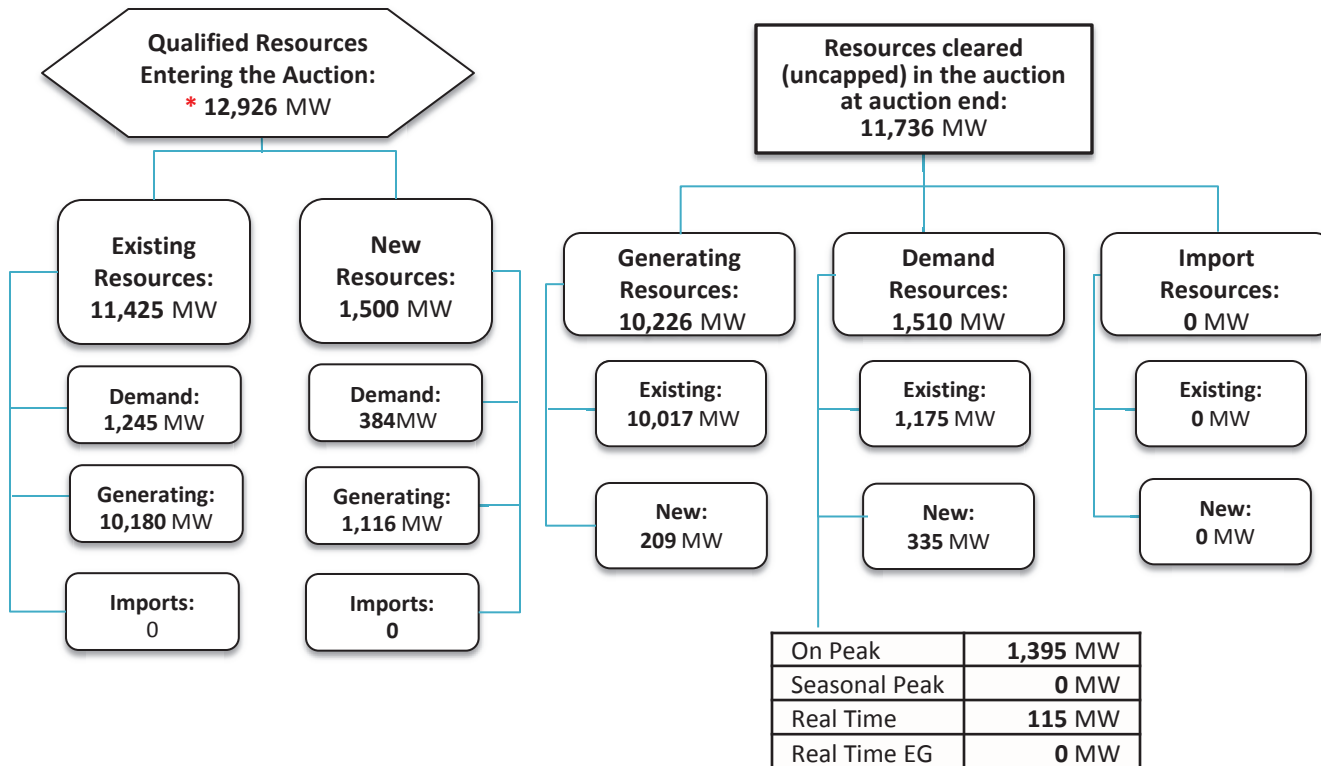 Qualified Resources
Entering the Auction:
* 12,926 MW
Existing
Resources:
11,425 MW
Demand:
1,245 MW
Generating:
10,180 MW
Imports:
0
New
Resources:
1,500 MW
Demand:
384MW
Generating:
1,116 MW
Imports:
0
Resources cleared
(uncapped) in the auction
at auction end:
11,736 MW
Generating
Resources:
10,226 MW
Existing:
10,017 MW
New:
209 MW
Demand
Resources:
1,510 MW
Existing:
1,175 MW
New:
335 MW
On Peak 1,395 MW
Seasonal Peak 0 MW
Real Time 115 MW
Real Time EG 0 MW
Import
Resources:
0 MW
Existing:
0 MW
New:
0 MW